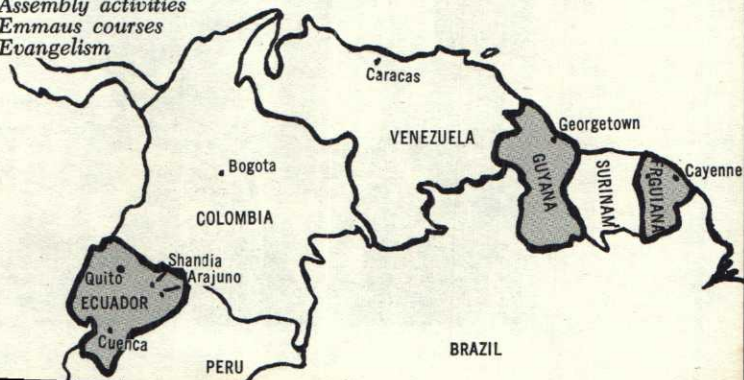 Assembly activities
Emmaus courses
Evangelism
Caracas
VENEZUELA
Georgetown
GUYANA
SURINAM
FRGUIANA
Cayenne
Bogota
COLOMBIA
Shandia
Arajuno
Quito
ECUADOR
Cuenca
PERU
BRAZIL